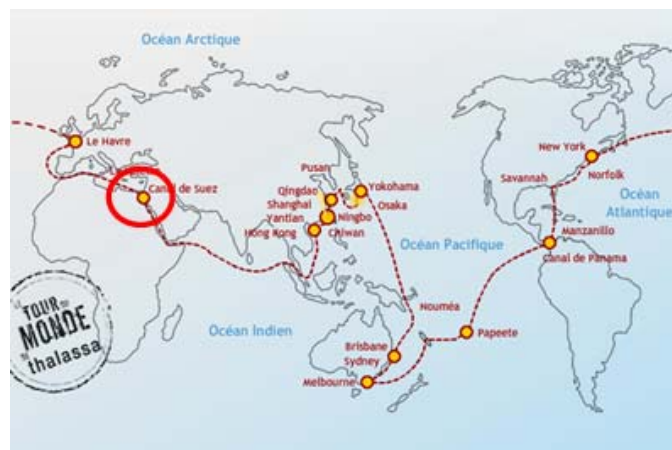 Océan Arctique
Le Havre
Canal de Suez
Pusan
Qingdao
Shanghai
Yantian
Hong Kong
Ningbo
Chiwan
Yokohama
Osaka
New York
Savannah
Norfolk
Océan
Atlantique
Manzanillo
Canal de Panama
Océan Pacifique
Océan Indien
Nouméa
Papeete
Brisbane
Sydney
Melbourne
TOUR DU
MONDE
thalassa